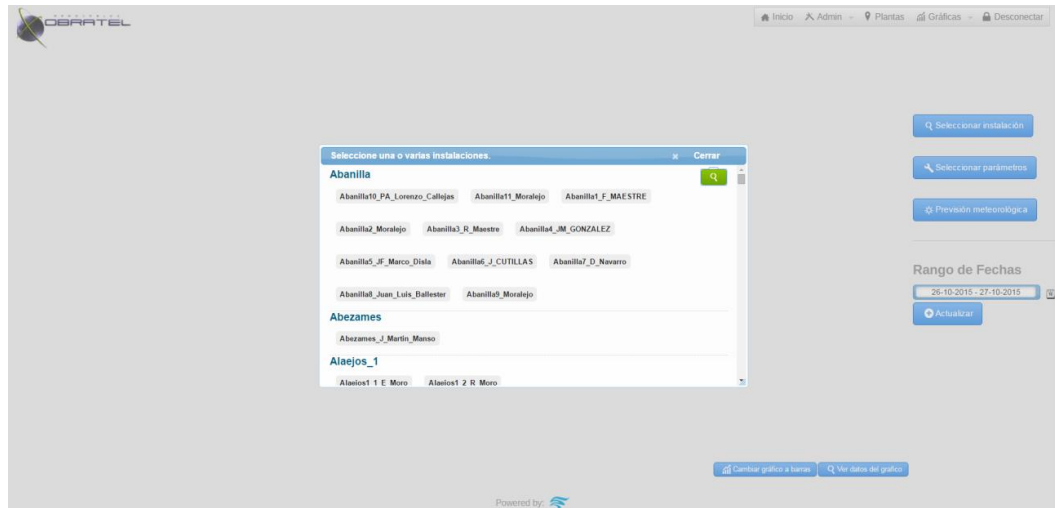 OBRATEL
Inicio Admin Plantas Gráficas Desconectar
Seleccionar instalación
Seleccione una o varias instalaciones. Cerrar
Abanilla
Seleccionar parámetros
Abanilla10_PA_Lorenzo_Callejas Abanilla11_Moralejo Abanilla1_F_MAESTRE
Previsión meteorológica
Abanilla2_Moralejo Abanilla3_R_Maestre Abanilla4_JM_GONZALEZ
Abanilla5_JF_Marco_Disla Abanilla6_J_CUTILLAS Abanilla7_D_Navarro
Rango de Fechas
Abanilla8_Juan_Luis_Ballester Abanilla9_Moralejo
26-10-2015 - 27-10-2015
Abezames
Actualizar
Abezames_J_Martin_Manso
Alaejos_1
Alaejos1_1_E_Moro Alaejos1_2_R_Moro
Cambiar gráfico a barras Ver datos del grafico
Powered by: